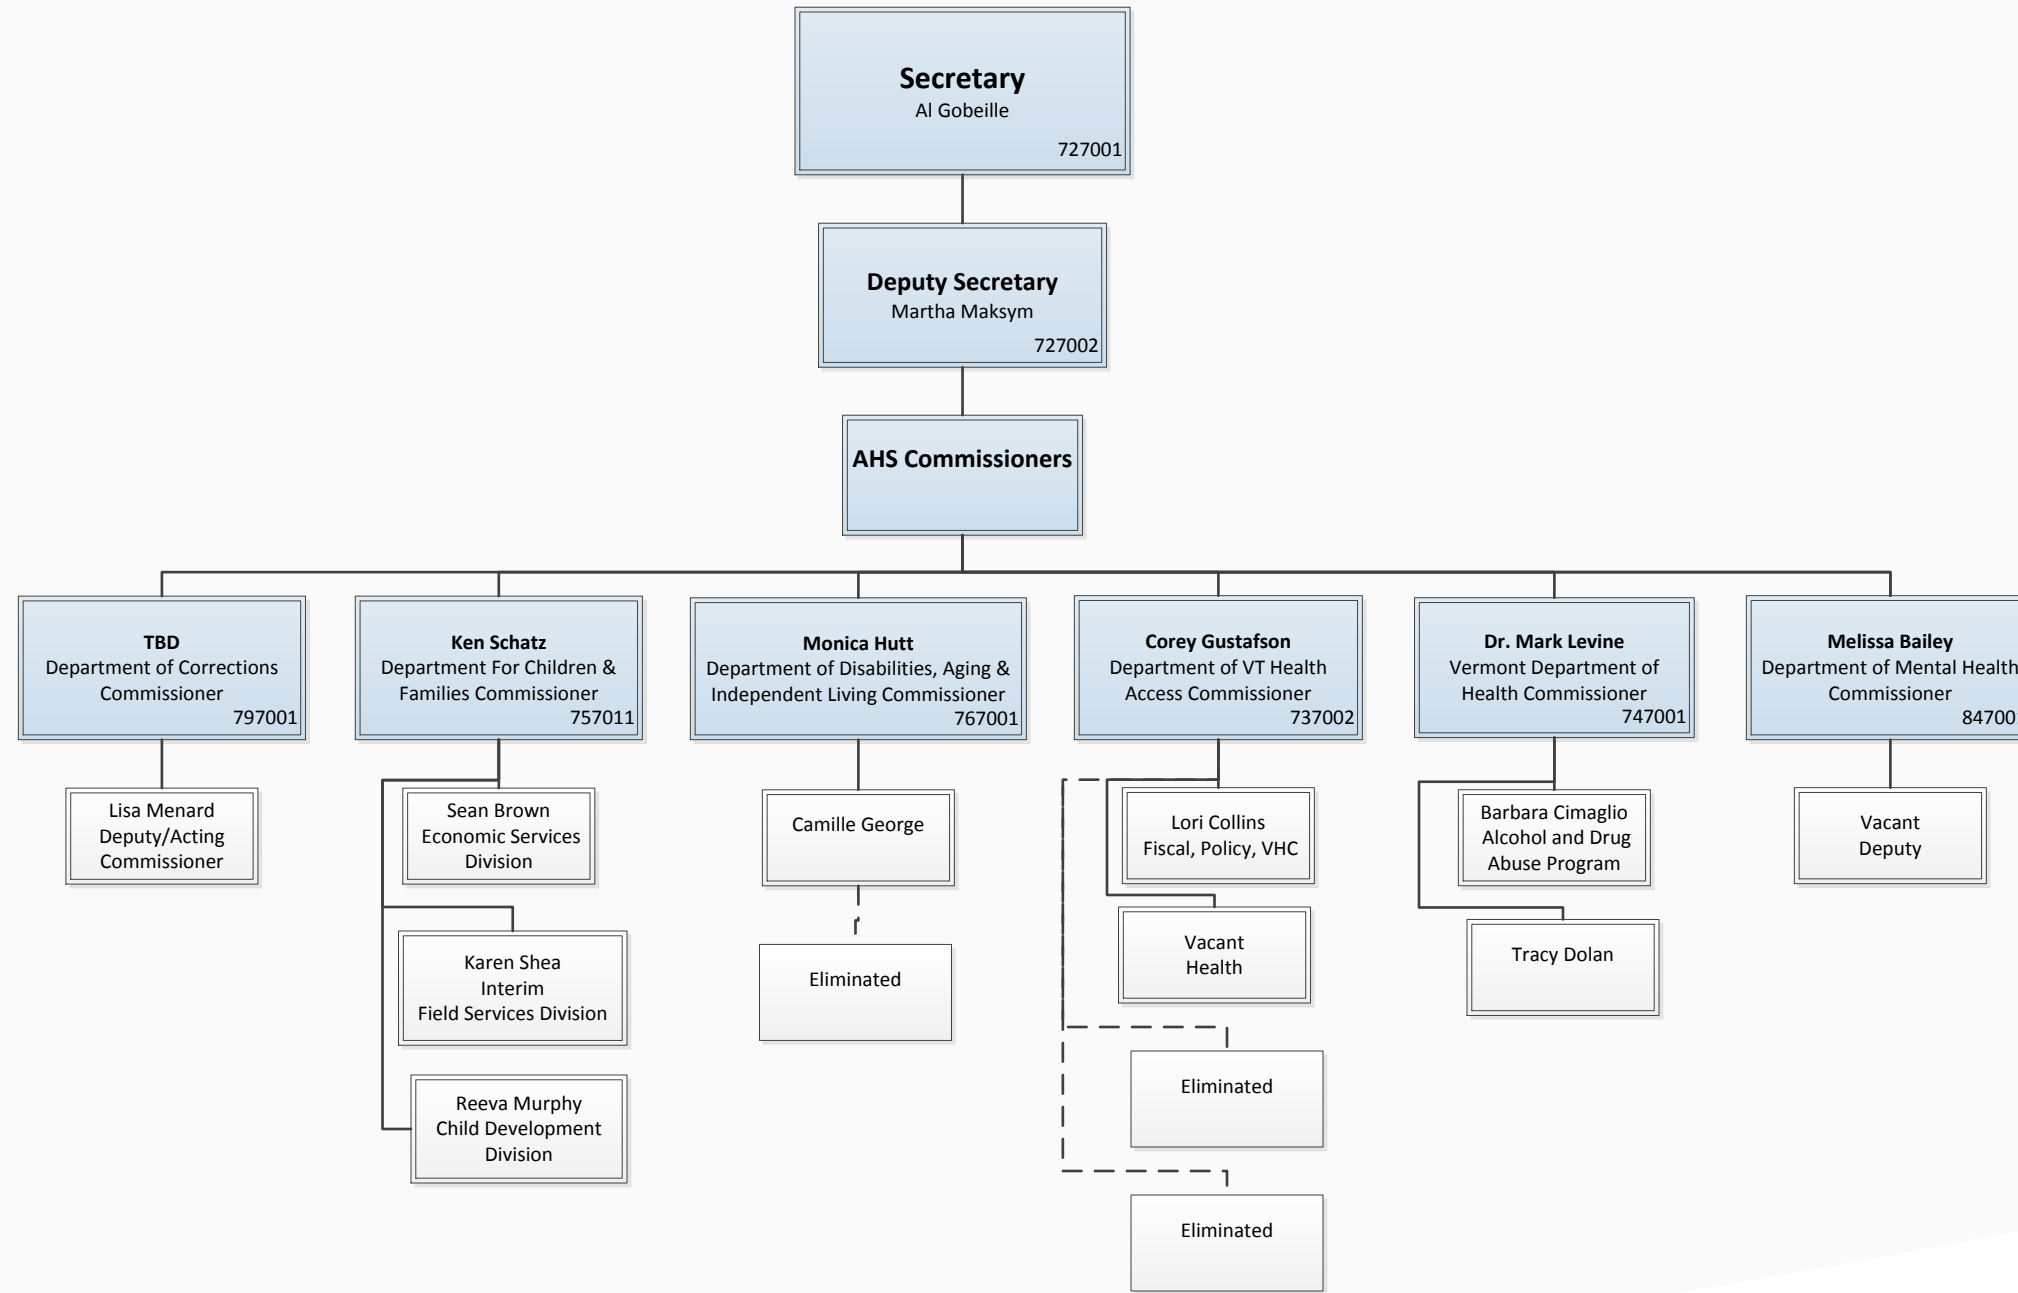 Secretary
Al Gobeille
727001
Deputy Secretary
Martha Maksym
727002
AHS Commissioners
TBD
Department of Corrections
Commissioner
797001
Ken Schatz
Department For Children &
Families Commissioner
757011
Monica Hutt
Department of Disabilities, Aging &
Independent Living Commissioner
767001
Corey Gustafson
Department of VT Health
Access Commissioner
737002
Dr. Mark Levine
Vermont Department of
Health Commissioner
747001
Melissa Bailey
Department of Mental Health
Commissioner
847001
Lisa Menard
Deputy/Acting
Commissioner
Sean Brown
Economic Services
Division
Karen Shea
Interim
Field Services Division
Reeva Murphy
Child Development
Division
Camille George
Eliminated
Lori Collins
Fiscal, Policy, VHC
Vacant
Health
Eliminated
Eliminated
Barbara Cimaglio
Alcohol and Drug
Abuse Program
Tracy Dolan
Vacant
Deputy